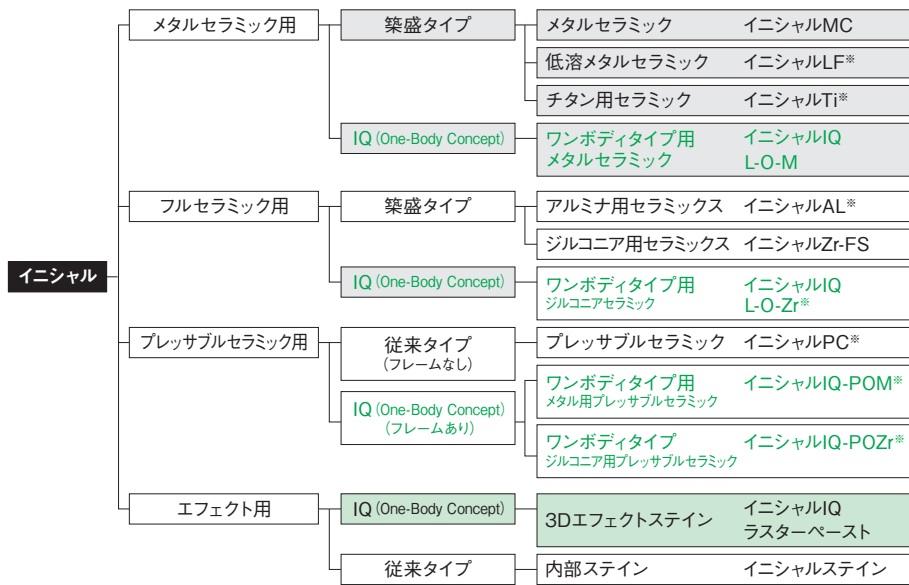 イニシャル
メタルセラミック用
築盛タイプ
メタルセラミック イニシャルMC
低溶メタルセラミック イニシャルLF※
チタン用セラミック イニシャルTi※
IQ (One-Body Concept)
ワンボディタイプ用 イニシャルIQ
メタルセラミック L-O-M
フルセラミック用
築盛タイプ
アルミナ用セラミックス イニシャルAL※
ジルコニア用セラミックス イニシャルZr-FS
IQ (One-Body Concept)
ワンボディタイプ用 イニシャルIQ
ジルコニアセラミック L-O-Zr※
プレッサブルセラミック用
従来タイプ
(フレームなし)
プレッサブルセラミック イニシャルPC※
IQ (One-Body Concept)
(フレームあり)
ワンボディタイプ用 イニシャルIQ-POM※
メタル用プレッサブルセラミック
ワンボディタイプ イニシャルIQ-POZr※
ジルコニア用プレッサブルセラミック
エフェクト用
IQ (One-Body Concept)
3Dエフェクトステイン イニシャルIQ
ラスターペースト
従来タイプ
内部ステイン イニシャルステイン